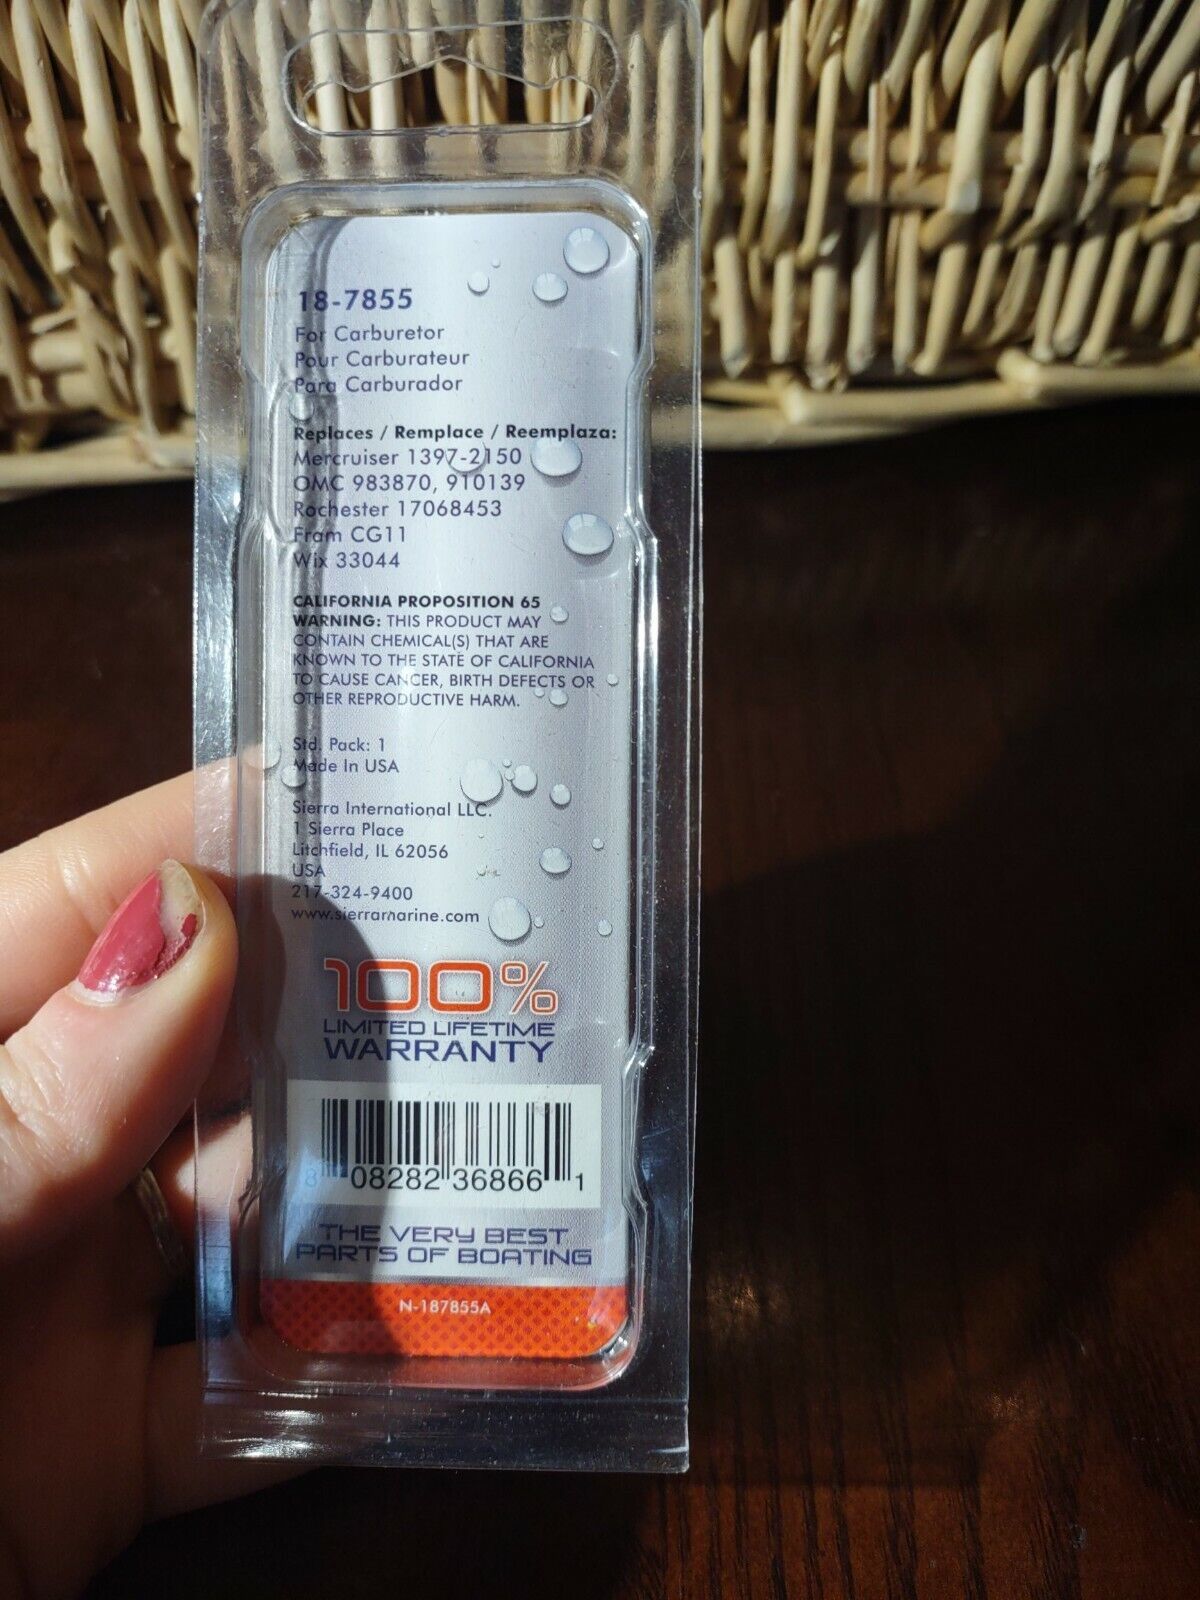 18-7855
For Carburetor
Pour Carburateur
Para Carburador
Replaces / Remplace / Reemplaza:
Mercruiser 1397-2150
OMC 983870, 910139
Rochester 17068453
Fram CG11
Wix 33044
CALIFORNIA PROPOSITION 65
WARNING: THIS PRODUCT MAY
CONTAIN CHEMICAL(S) THAT ARE
KNOWN TO THE STATE OF CALIFORNIA
TO CAUSE CANCER, BIRTH DEFECTS OR
OTHER REPRODUCTIVE HARM.
Std. Pack: 1
Made In USA
Sierra International LLC.
1 Sierra Place
Litchfield, IL 62056
USA
217-324-9400
www.sierramarine.com
100%
LIMITED LIFETIME
WARRANTY
8 08282 36866 1
THE VERY BEST
PARTS OF BOATING
N-187855A